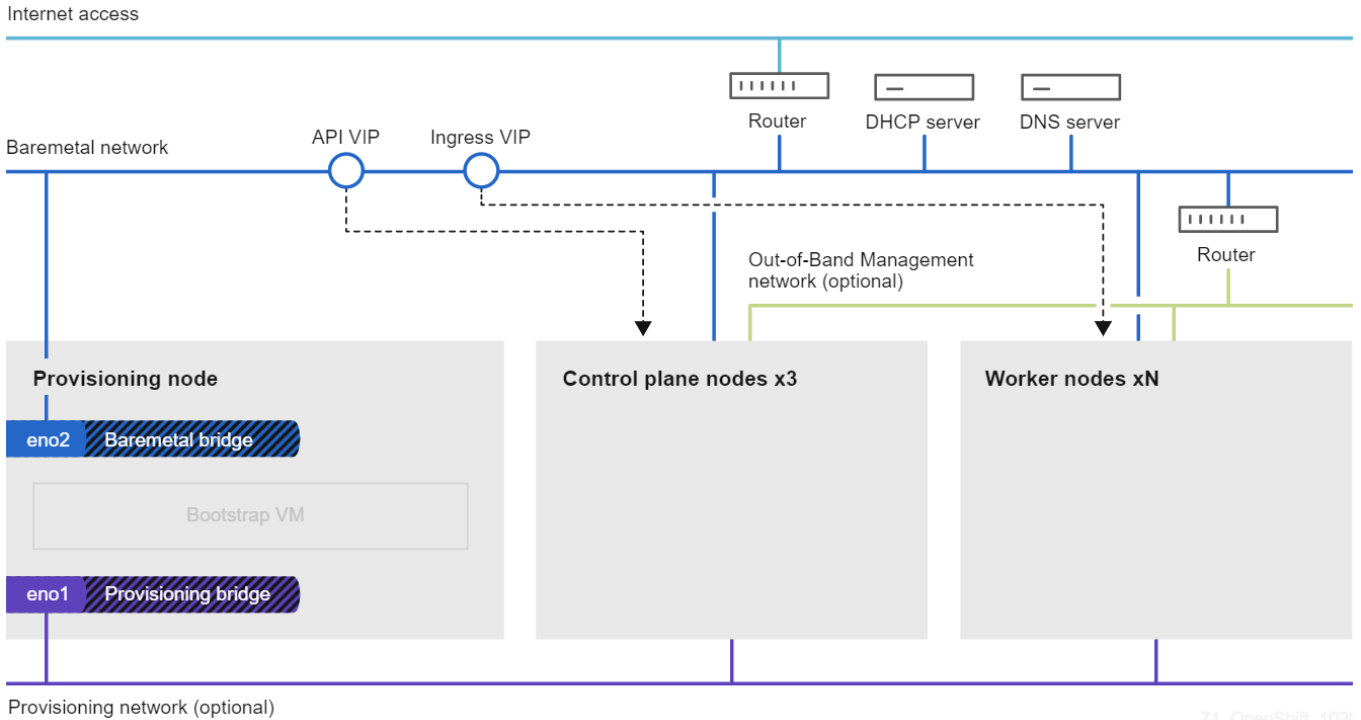 Internet access
Router
DHCP server
DNS server
Baremetal network
API VIP
Ingress VIP
Router
Out-of-Band Management
network (optional)
Provisioning node
Control plane nodes x3
Worker nodes xN
eno2
Baremetal bridge
Bootstrap VM
eno1
Provisioning bridge
Provisioning network (optional)
71_OpenShift_1020